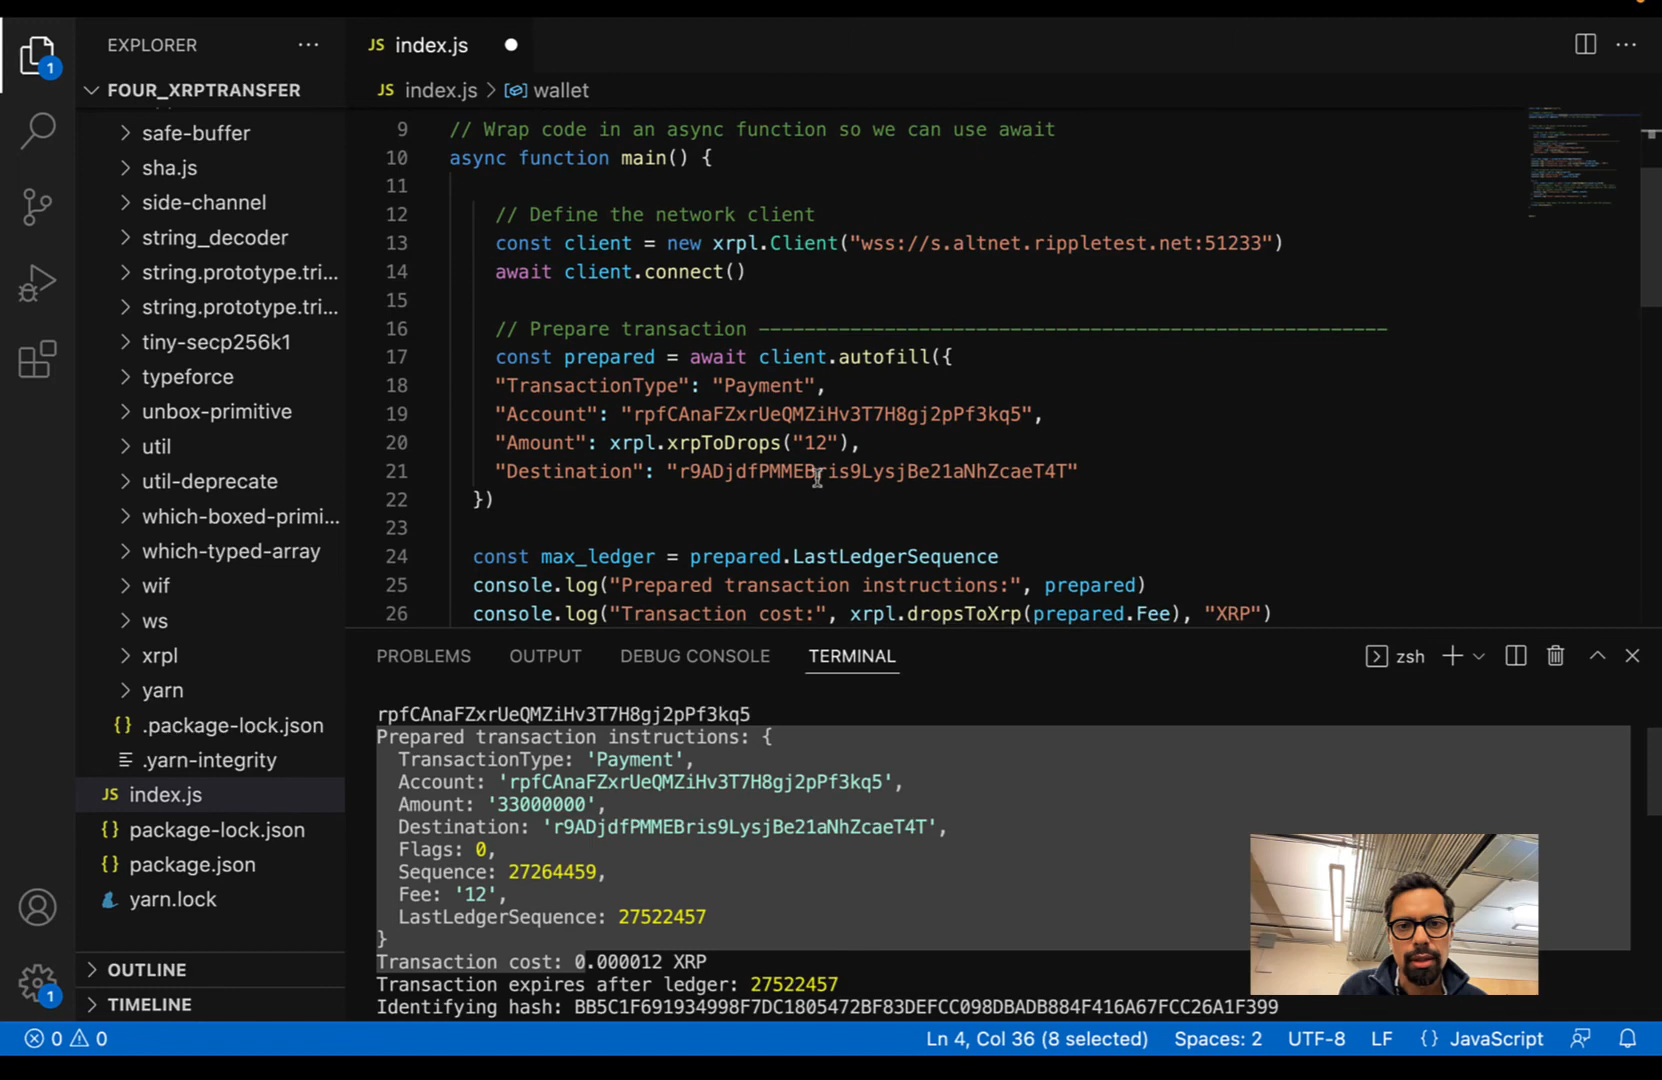 EXPLORER
FOUR_XRPTRANSFER
safe-buffer
sha.js
side-channel
string_decoder
string.prototype.tri...
string.prototype.tri...
tiny-secp256k1
typeforce
unbox-primitive
util
util-deprecate
which-boxed-primi...
which-typed-array
wif
ws
xrpl
yarn
{} .package-lock.json
.yarn-integrity
JS index.js
{} package-lock.json
{} package.json
yarn.lock
OUTLINE
TIMELINE
1
1
JS index.js
JS index.js > wallet
9 // Wrap code in an async function so we can use await
10 async function main() {
11
12 // Define the network client
13 const client = new xrpl.Client("wss://s.altnet.rippletest.net:51233")
14 await client.connect()
15
16 // Prepare transaction -------------------------------------------------------
17 const prepared = await client.autofill({
18 "TransactionType": "Payment",
19 "Account": "rpfCAnaFZxrUeQMZiHv3T7H8gj2pPf3kq5",
20 "Amount": xrpl.xrpToDrops("12"),
21 "Destination": "r9ADjdfPMMEBris9LysjBe21aNhZcaeT4T"
22 })
23
24 const max_ledger = prepared.LastLedgerSequence
25 console.log("Prepared transaction instructions:", prepared)
26 console.log("Transaction cost:", xrpl.dropsToXrp(prepared.Fee), "XRP")
PROBLEMS OUTPUT DEBUG CONSOLE TERMINAL zsh
rpfCAnaFZxrUeQMZiHv3T7H8gj2pPf3kq5
Prepared transaction instructions: {
TransactionType: 'Payment',
Account: 'rpfCAnaFZxrUeQMZiHv3T7H8gj2pPf3kq5',
Amount: '33000000',
Destination: 'r9ADjdfPMMEBris9LysjBe21aNhZcaeT4T',
Flags: 0,
Sequence: 27264459,
Fee: '12',
LastLedgerSequence: 27522457
}
Transaction cost: 0.000012 XRP
Transaction expires after ledger: 27522457
Identifying hash: BB5C1F691934998F7DC1805472BF83DEFCC098DBADB884F416A67FCC26A1F399
0 0 Ln 4, Col 36 (8 selected) Spaces: 2 UTF-8 LF {} JavaScript